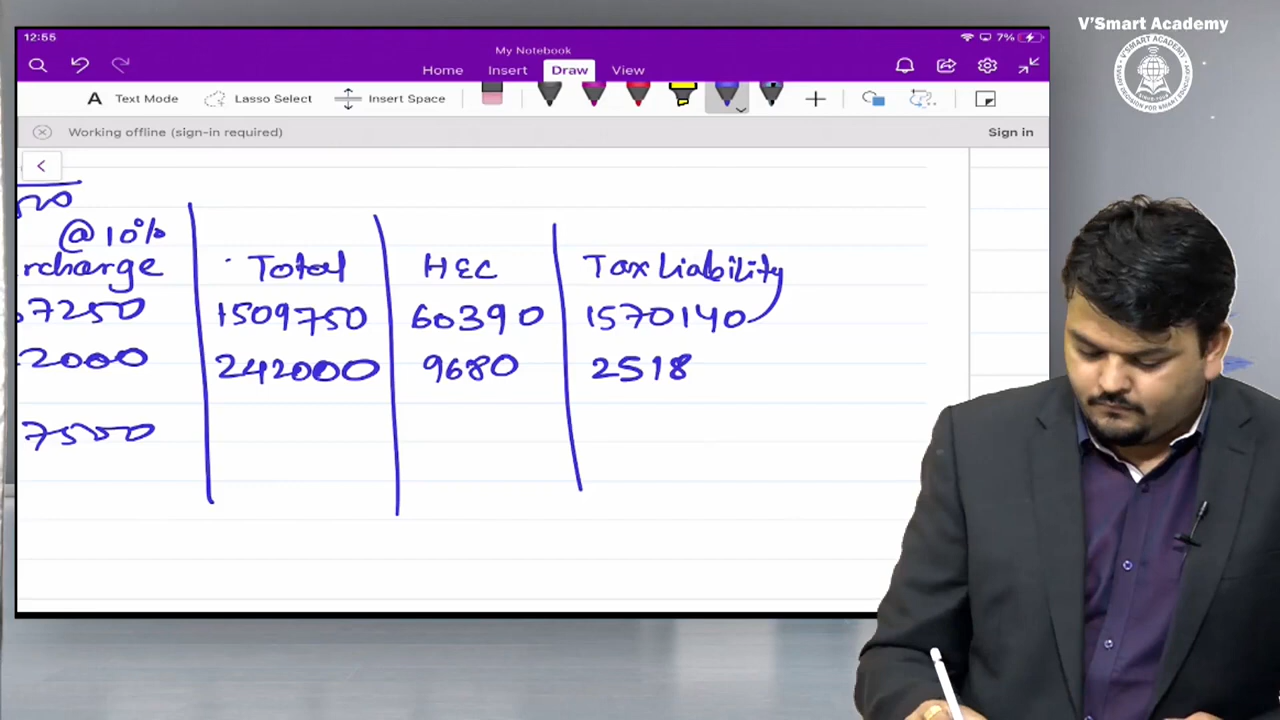 V'Smart Academy
12:55
7%
My Notebook
Home Insert Draw View
A Text Mode Lasso Select Insert Space
Working offline (sign-in required)
Sign in
@10%
rcharge Total HEC Tax Liability
7250 1509750 60390 1570140
2000 242000 9680 2518
7500